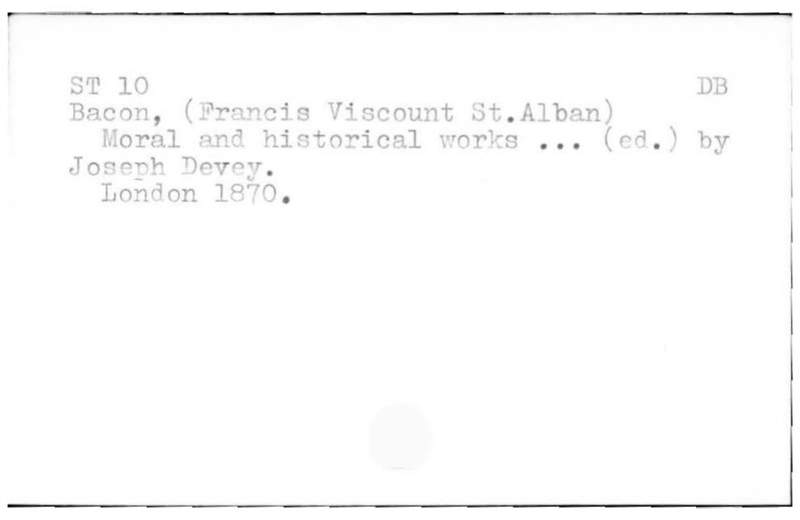 ST 10 DB
Bacon, (Francis Viscount St.Alban)
Moral and historical works ... (ed.) by
Joseph Devey.
London 1870.